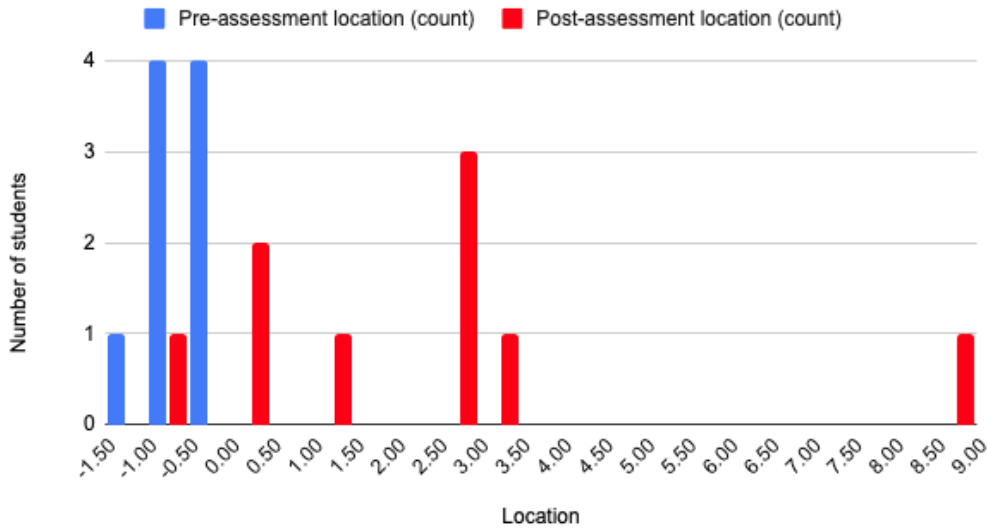 Pre-assessment location (count) Post-assessment location (count)
4
3
2
1
0
Number of students
-1.50 -1.00 -0.50 0.00 0.50 1.00 1.50 2.00 2.50 3.00 3.50 4.00 4.50 5.00 5.50 6.00 6.50 7.00 7.50 8.00 8.50 9.00
Location